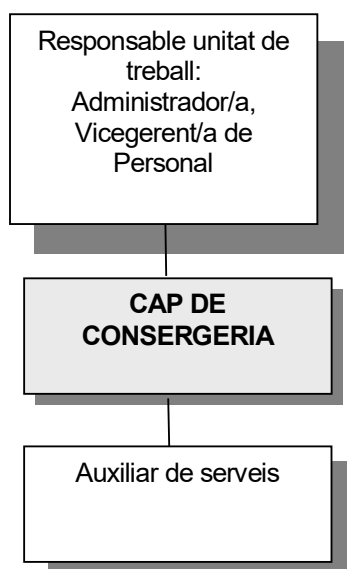 Responsable unitat de
treball:
Administrador/a,
Vicegerent/a de
Personal
CAP DE
CONSERGERIA
Auxiliar de serveis